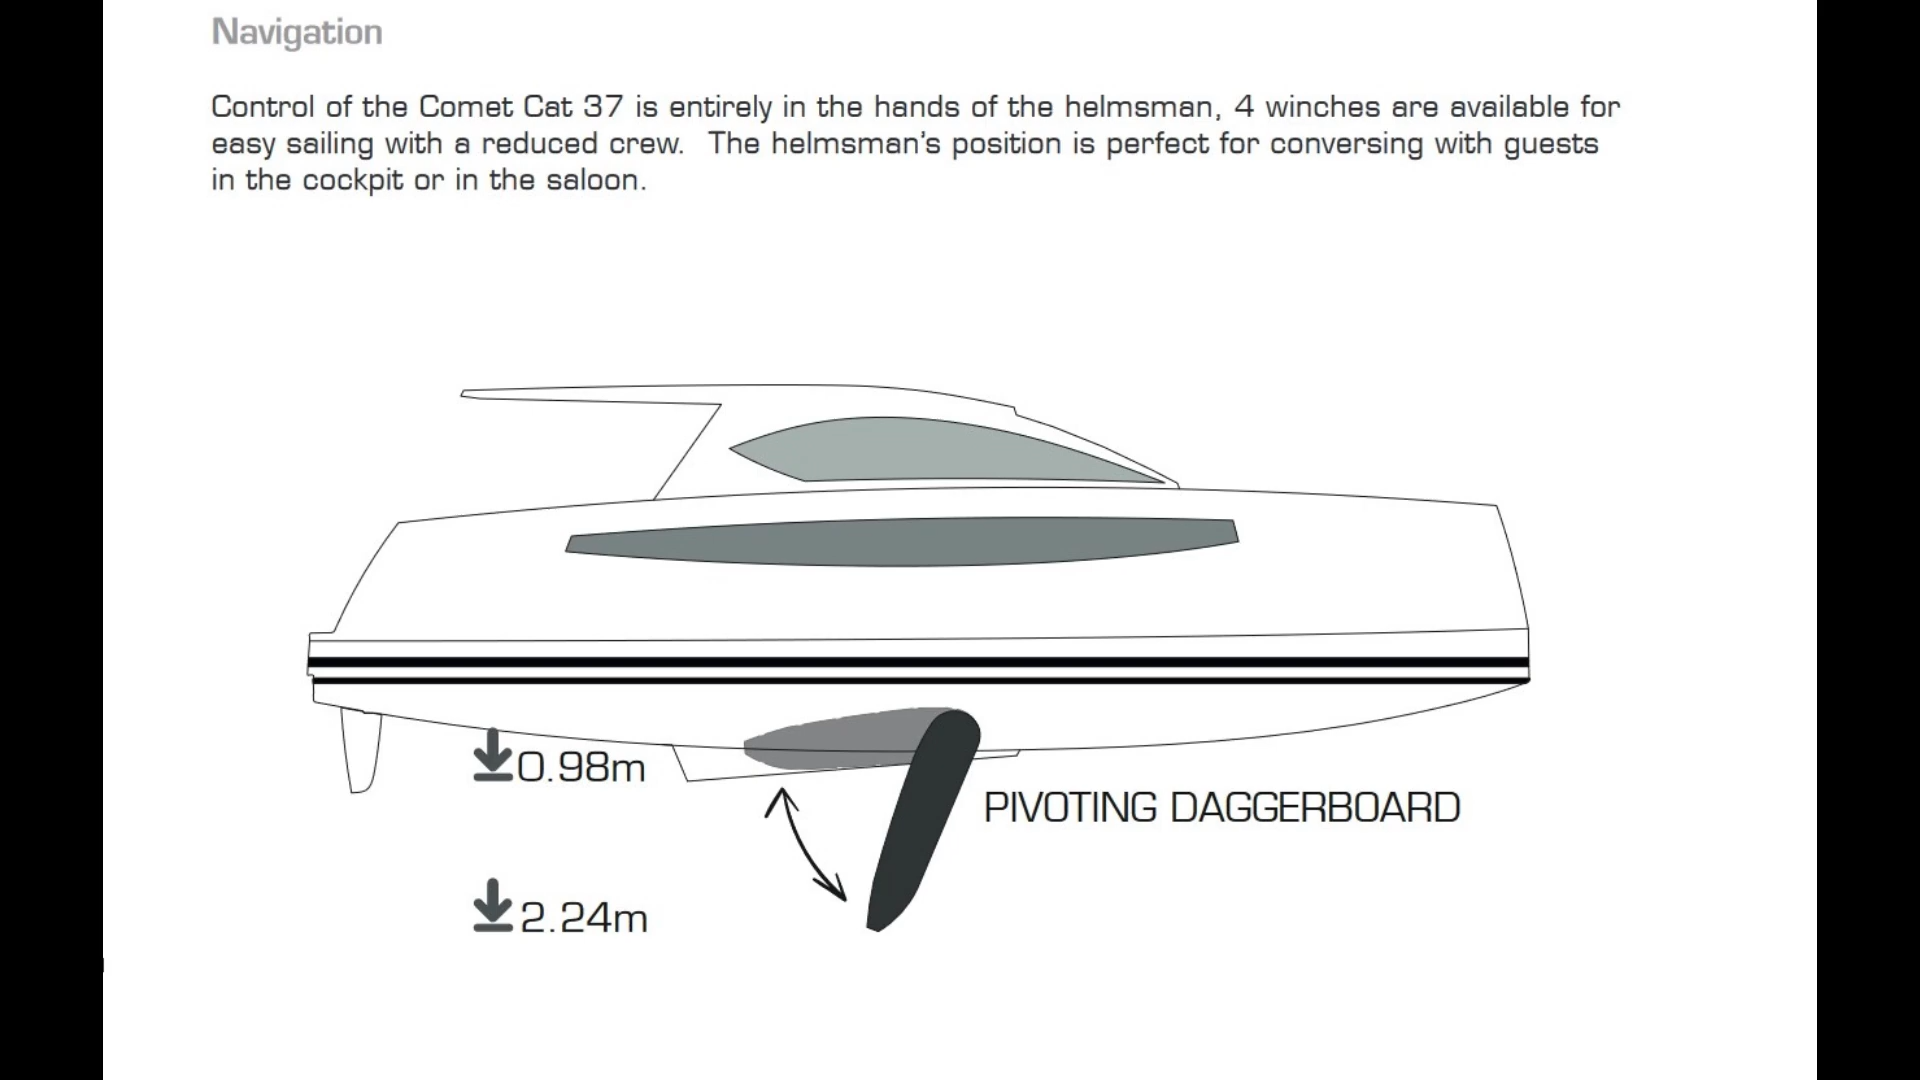 Navigation
Control of the Comet Cat 37 is entirely in the hands of the helmsman, 4 winches are available for
easy sailing with a reduced crew.  The helmsman's position is perfect for conversing with guests
in the cockpit or in the saloon.
0.98m
PIVOTING DAGGERBOARD
2.24m